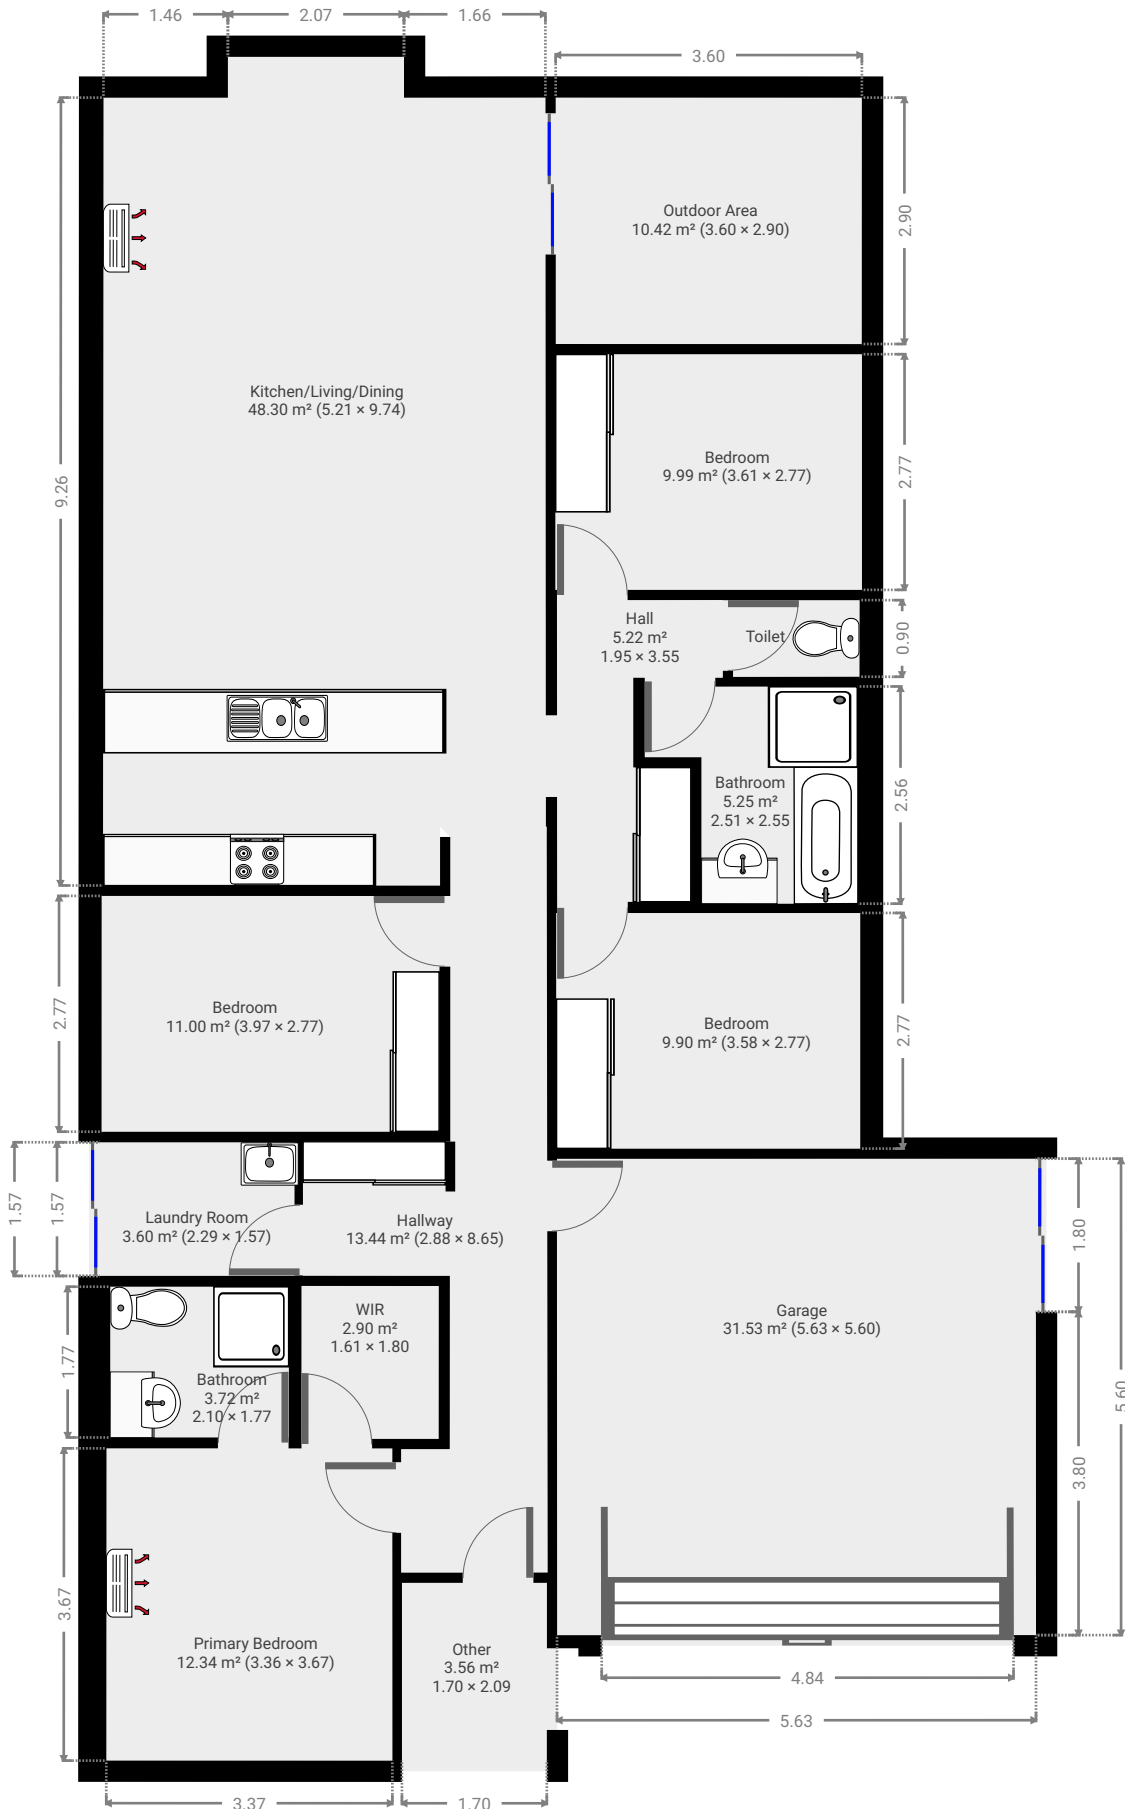 1.46
2.07
1.66
3.60
Outdoor Area
10.42 m² (3.60 × 2.90)
2.90
Kitchen/Living/Dining
48.30 m² (5.21 × 9.74)
9.26
Bedroom
9.99 m² (3.61 × 2.77)
2.77
Hall
5.22 m²
1.95 × 3.55
Toilet
0.90
Bathroom
5.25 m²
2.51 × 2.55
2.56
Bedroom
11.00 m² (3.97 × 2.77)
2.77
Bedroom
9.90 m² (3.58 × 2.77)
2.77
1.57
1.57
Laundry Room
3.60 m² (2.29 × 1.57)
Hallway
13.44 m² (2.88 × 8.65)
1.80
WIR
2.90 m²
1.61 × 1.80
Garage
31.53 m² (5.63 × 5.60)
1.77
Bathroom
3.72 m²
2.10 × 1.77
5.60
3.80
3.67
Primary Bedroom
12.34 m² (3.36 × 3.67)
Other
3.56 m²
1.70 × 2.09
4.84
5.63
3.37
1.70